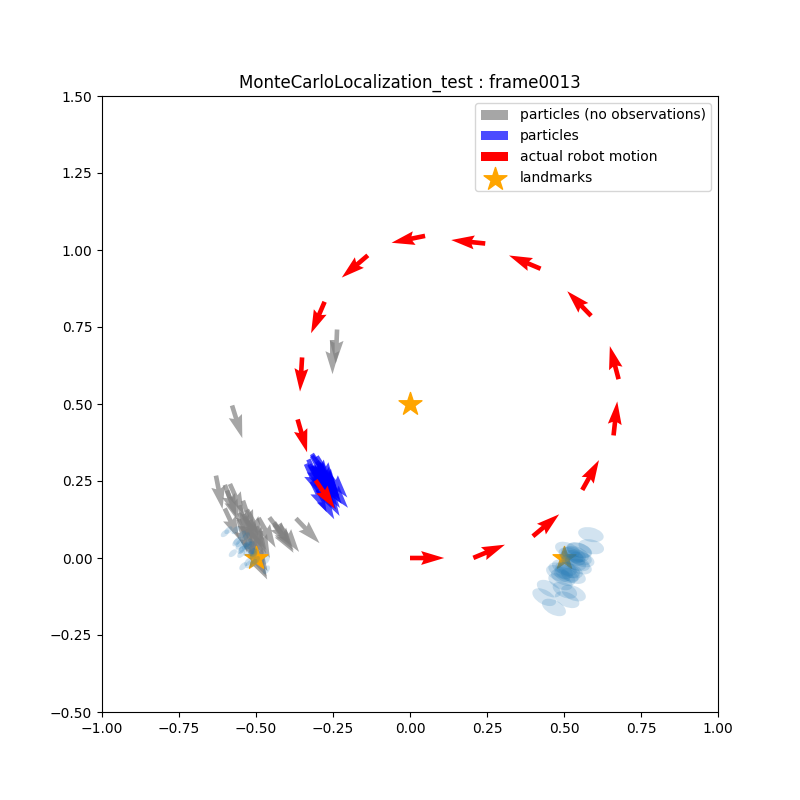 MonteCarloLocalization_test : frame0013
particles (no observations)
particles
actual robot motion
landmarks
1.50
1.25
1.00
0.75
0.50
0.25
0.00
−0.25
−0.50
−1.00 −0.75 −0.50 −0.25 0.00 0.25 0.50 0.75 1.00